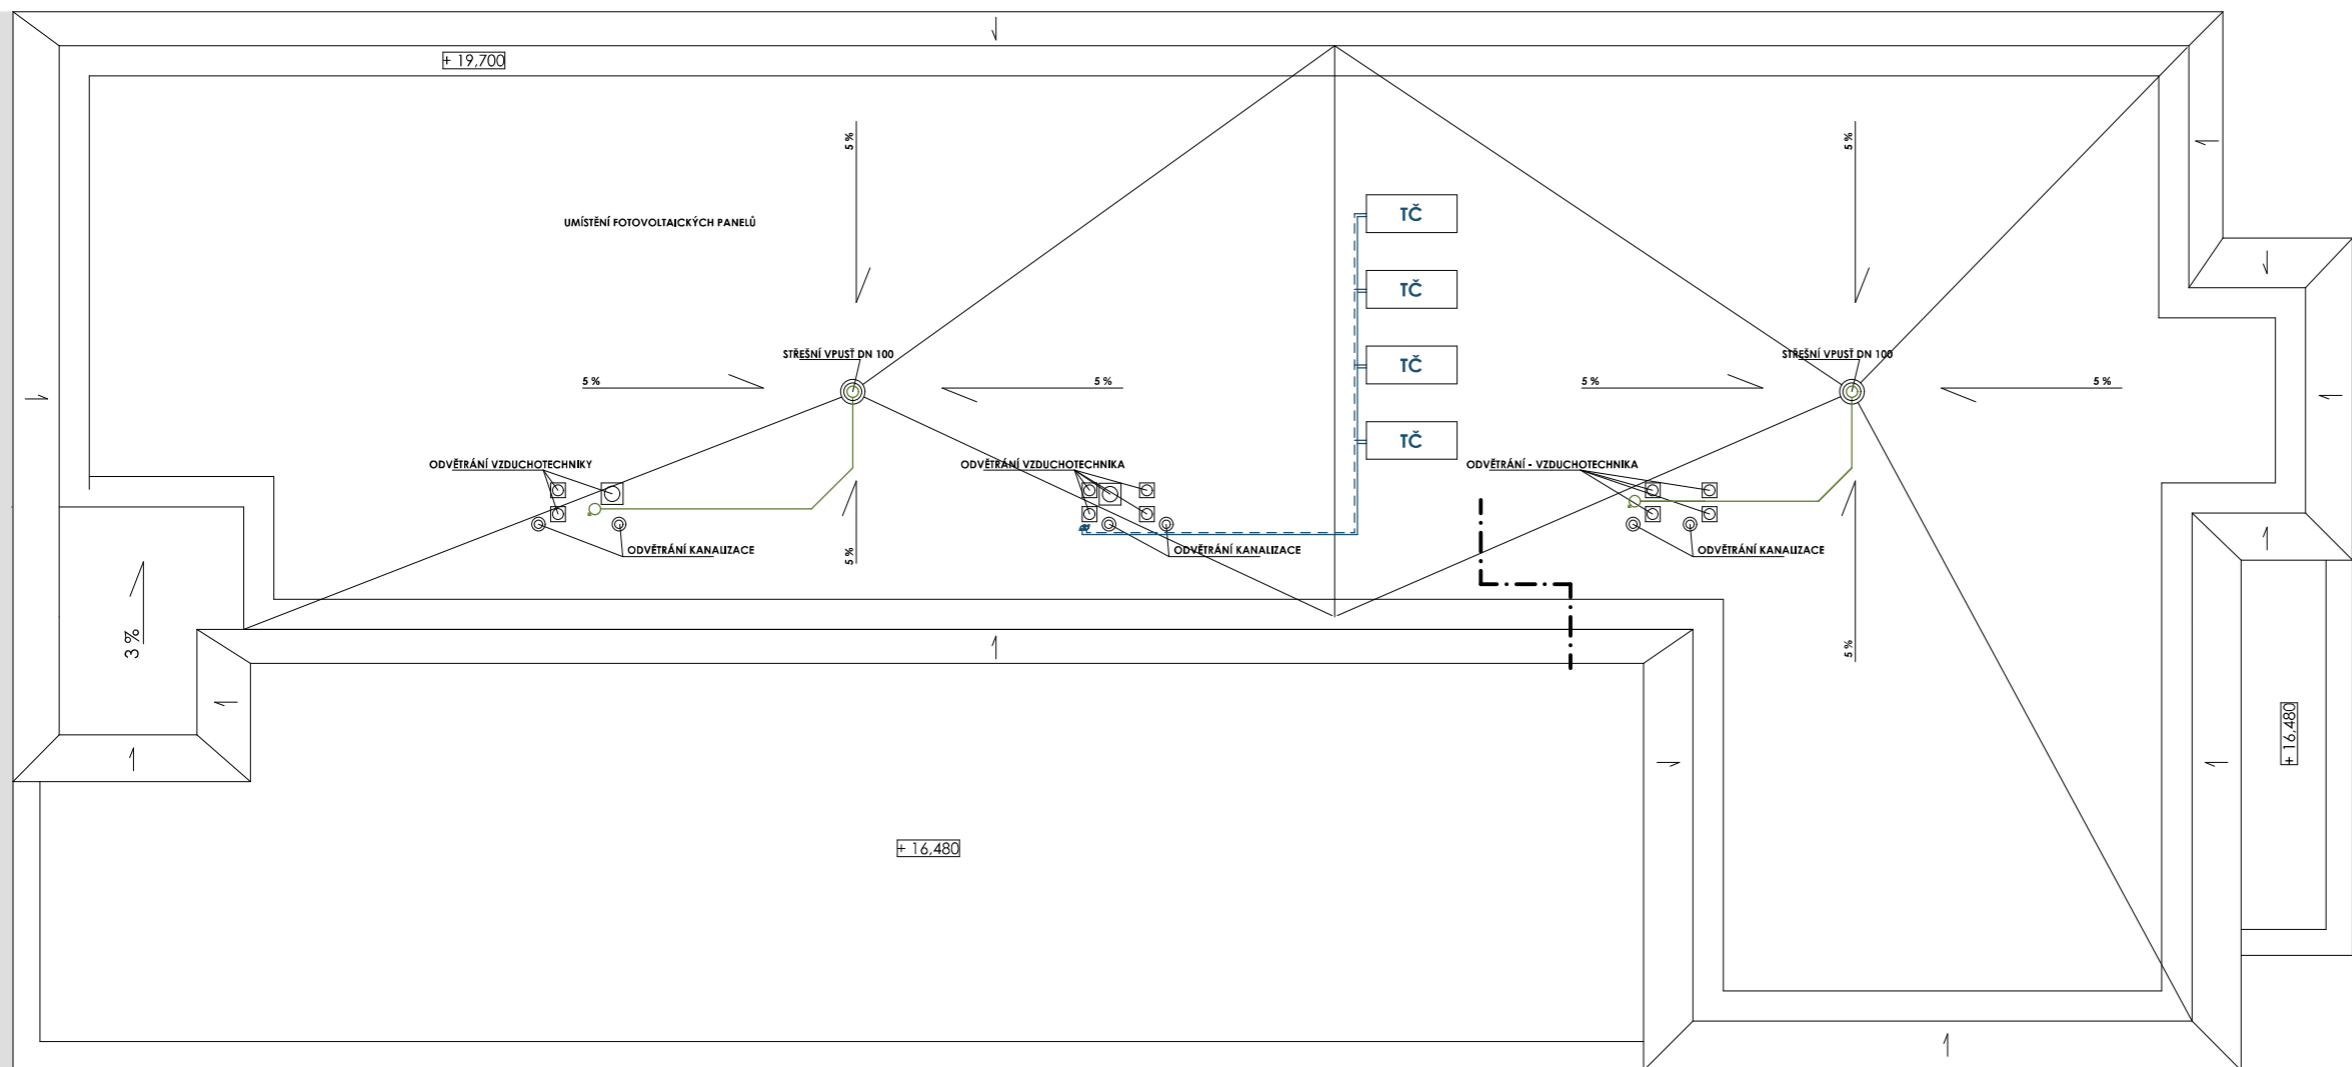 + 19,700
5 %
5 %
UMÍSTĚNÍ FOTOVOLTAICKÝCH PANELŮ
TČ
TČ
STŘEŠNÍ VPUSŤ DN 100
STŘEŠNÍ VPUSŤ DN 100
TČ
5 %
5 %
5 %
5 %
TČ
ODVĚTRÁNÍ VZDUCHOTECHNIKY
ODVĚTRÁNÍ VZDUCHOTECHNIKA
ODVĚTRÁNÍ - VZDUCHOTECHNIKA
ODVĚTRÁNÍ KANALIZACE
5 %
ODVĚTRÁNÍ KANALIZACE
ODVĚTRÁNÍ KANALIZACE
3 %
5 %
+ 16,480
+ 16,480